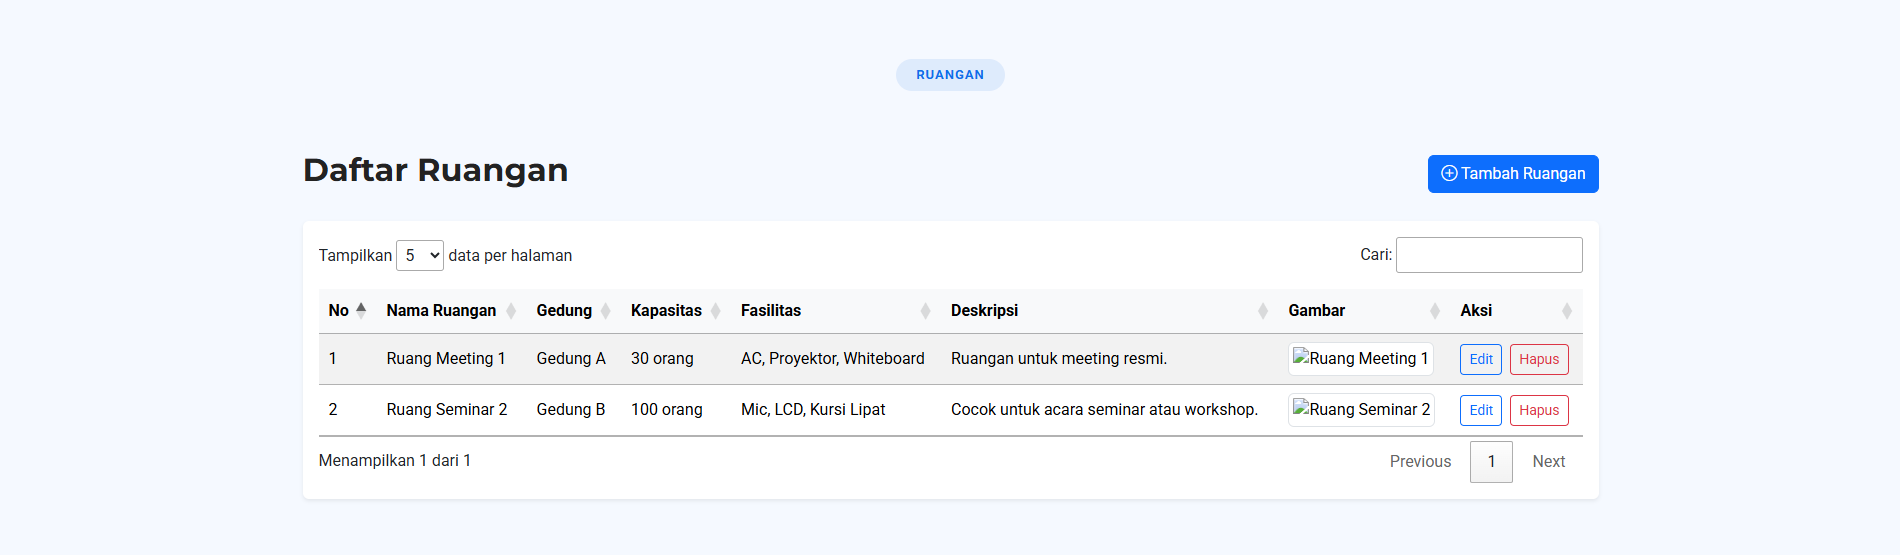 RUANGAN
Daftar Ruangan
Tambah Ruangan
Tampilkan 5 data per halaman
Cari:
No Nama Ruangan Gedung Kapasitas Fasilitas Deskripsi Gambar Aksi
1 Ruang Meeting 1 Gedung A 30 orang AC, Proyektor, Whiteboard Ruangan untuk meeting resmi. Ruang Meeting 1 Edit Hapus
2 Ruang Seminar 2 Gedung B 100 orang Mic, LCD, Kursi Lipat Cocok untuk acara seminar atau workshop. Ruang Seminar 2 Edit Hapus
Menampilkan 1 dari 1
Previous 1 Next